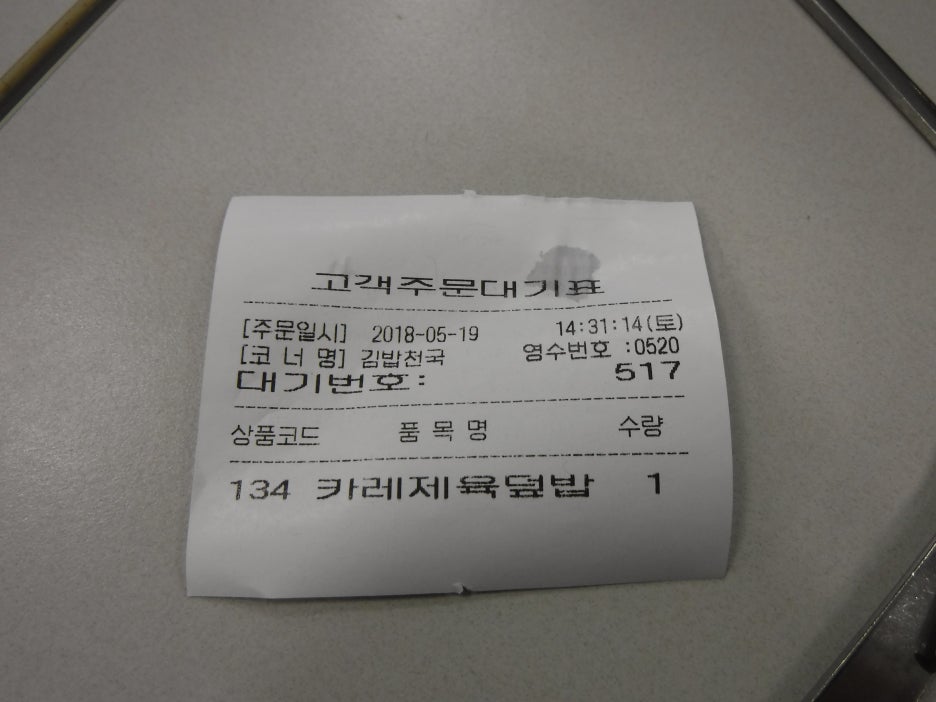 고객주문대기표
[주문일시] 2018-05-19 14:31:14(토)
[코 너 명] 김밥천국 영수번호 :0520
대기번호: 517
상품코드 품 목 명 수량
134 카레제육덮밥 1